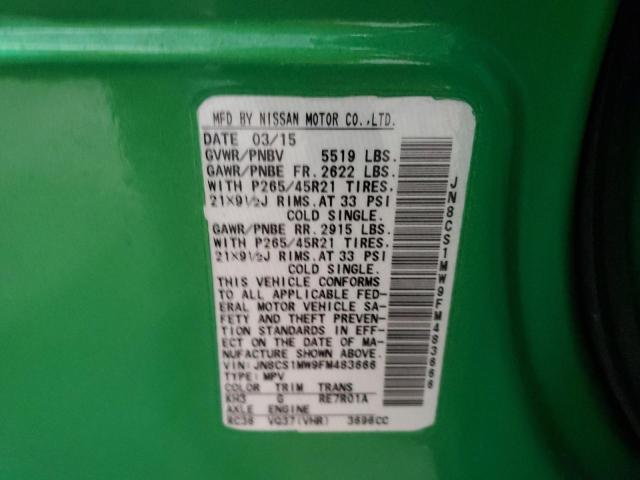 MFD BY NISSAN MOTOR CO.,LTD.
DATE 03/15
GVWR/PNBV 5519 LBS.
GAWR/PNBE FR. 2622 LBS.
WITH P265/45R21 TIRES.
21X9½J RIMS. AT 33 PSI
COLD SINGLE.
GAWR/PNBE RR. 2915 LBS.
WITH P265/45R21 TIRES.
21X9½J RIMS. AT 33 PSI
COLD SINGLE.
THIS VEHICLE CONFORMS
TO ALL APPLICABLE FED-
ERAL MOTOR VEHICLE SA-
FETY AND THEFT PREVEN-
TION STANDARDS IN EFF-
ECT ON THE DATE OF MA-
NUFACTURE SHOWN ABOVE.
VIN: JN8CS1MW9FM483666
TYPE: MPV
COLOR TRIM TRANS
KH3 G RE7R01A
AXLE ENGINE
RC36 VQ37(VHR) 3696CC
JN8CS1MW9FM483666